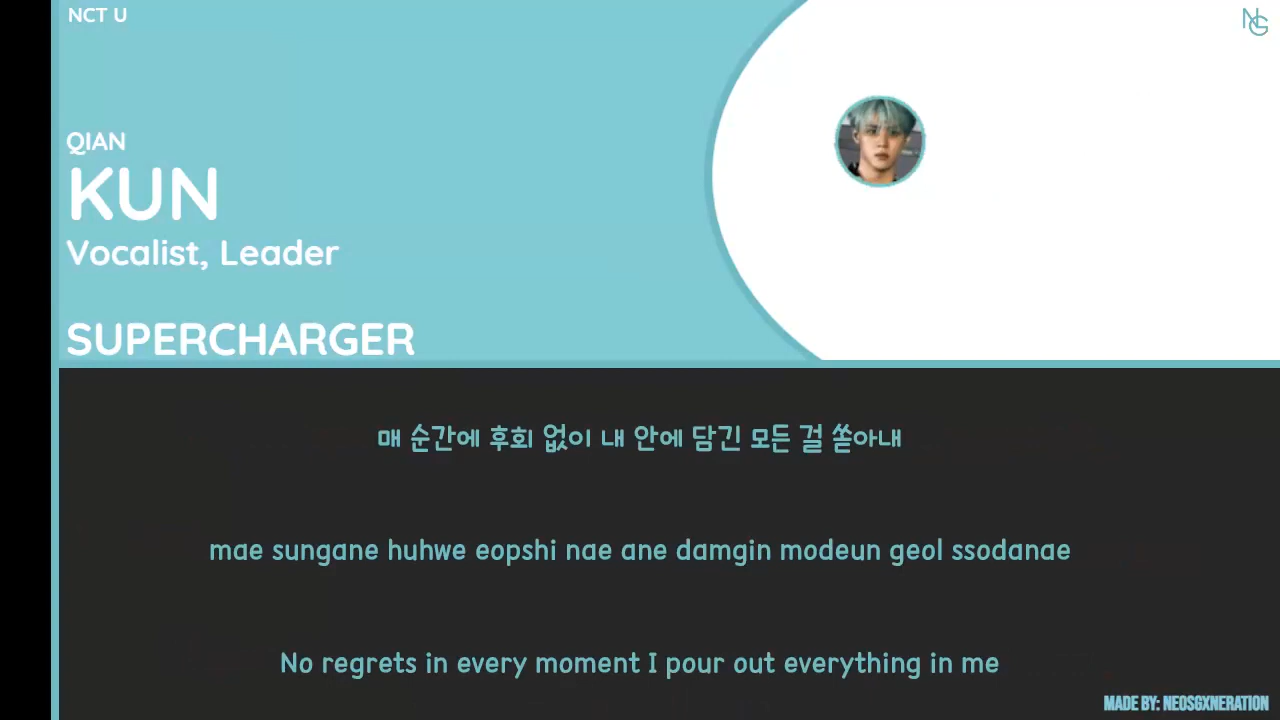 NCT U
NG
QIAN
KUN
Vocalist, Leader
SUPERCHARGER
매 순간에 후회 없이 내 안에 담긴 모든 걸 쏟아내
mae sungane huhwe eopshi nae ane damgin modeun geol ssodanae
No regrets in every moment I pour out everything in me
MADE BY: NEOSGXNERATION